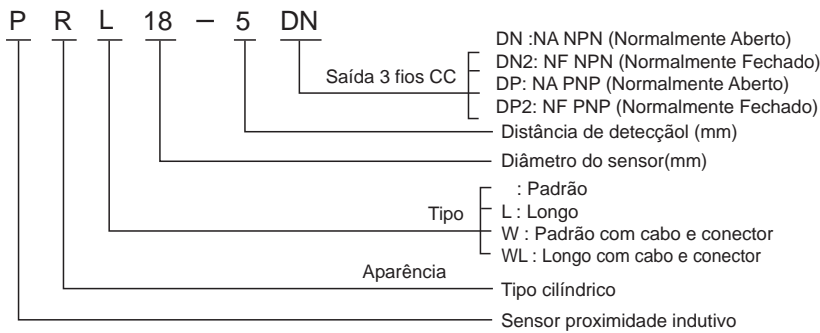 P R L 18 – 5 DN
DN :NA NPN (Normalmente Aberto)
DN2: NF NPN (Normalmente Fechado)
Saída 3 fios CC
DP: NA PNP (Normalmente Aberto)
DP2: NF PNP (Normalmente Fechado)
Distância de detecçãol (mm)
Diâmetro do sensor(mm)
: Padrão
Tipo
L : Longo
W : Padrão com cabo e conector
WL : Longo com cabo e conector
Aparência
Tipo cilíndrico
Sensor proximidade indutivo